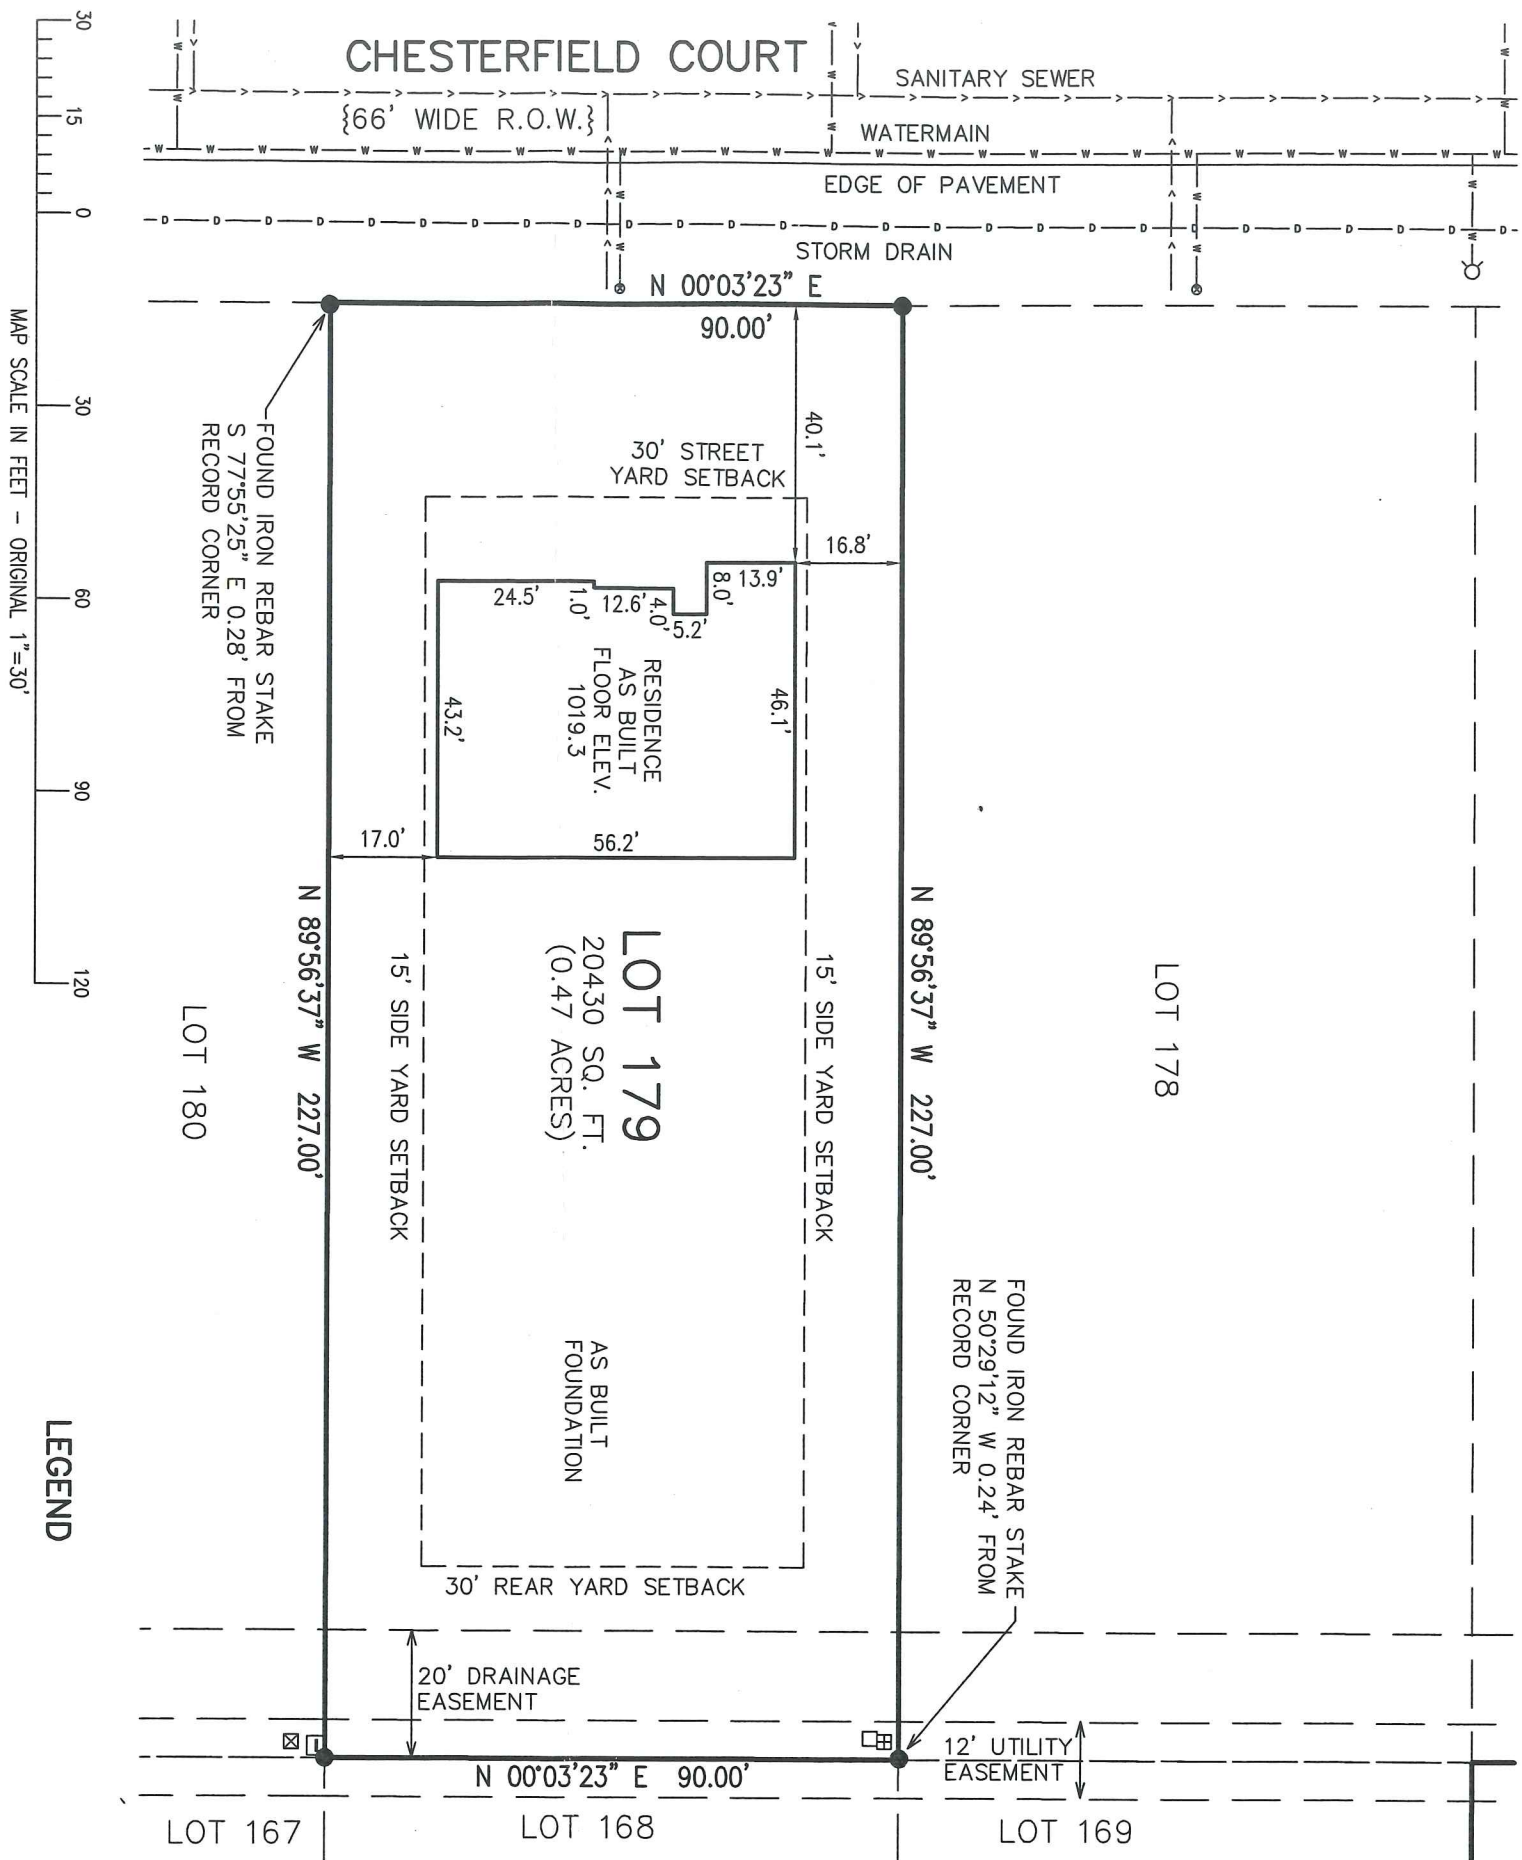 CHESTERFIELD COURT
{66' WIDE R.O.W.}
SANITARY SEWER
WATERMAIN
EDGE OF PAVEMENT
STORM DRAIN
N 00°03'23" E
90.00'
30' STREET
YARD SETBACK
40.1'
16.8'
FOUND IRON REBAR STAKE
S 77°55'25" E 0.28' FROM
RECORD CORNER
24.5'
1.0'
12.6'
4.0'
5.2'
8.0'
13.9'
46.1'
43.2'
56.2'
17.0'
RESIDENCE
AS BUILT
FLOOR ELEV.
1019.3
N 89°56'37" W 227.00'
N 89°56'37" W 227.00'
15' SIDE YARD SETBACK
15' SIDE YARD SETBACK
LOT 179
20430 SQ. FT.
(0.47 ACRES)
LOT 178
LOT 180
AS BUILT
FOUNDATION
FOUND IRON REBAR STAKE
N 50°29'12" W 0.24' FROM
RECORD CORNER
30' REAR YARD SETBACK
20' DRAINAGE
EASEMENT
12' UTILITY
EASEMENT
N 00°03'23" E 90.00'
LOT 167
LOT 168
LOT 169
30 15 0 30 60 90 120
MAP SCALE IN FEET - ORIGINAL 1"=30'
LEGEND